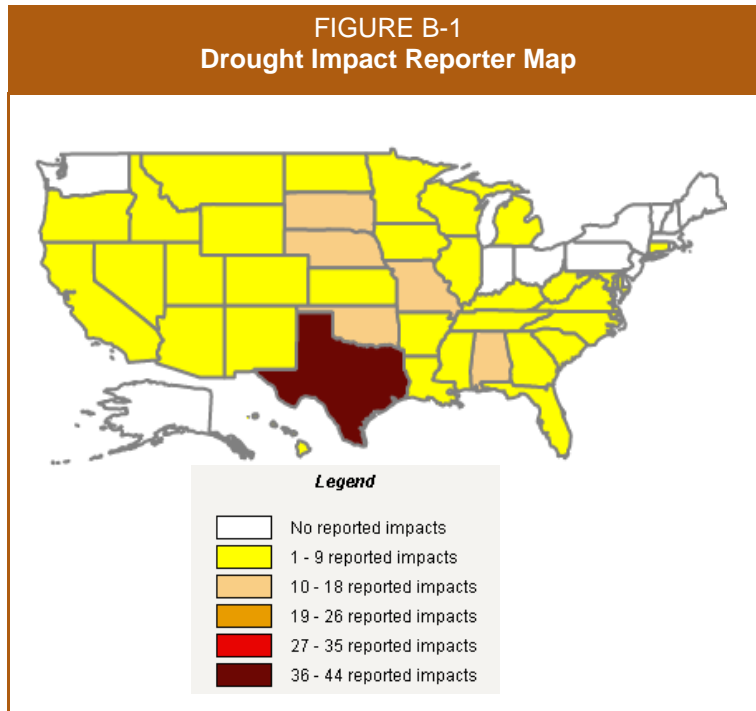 FIGURE B-1
Drought Impact Reporter Map
Legend
No reported impacts
1 - 9 reported impacts
10 - 18 reported impacts
19 - 26 reported impacts
27 - 35 reported impacts
36 - 44 reported impacts